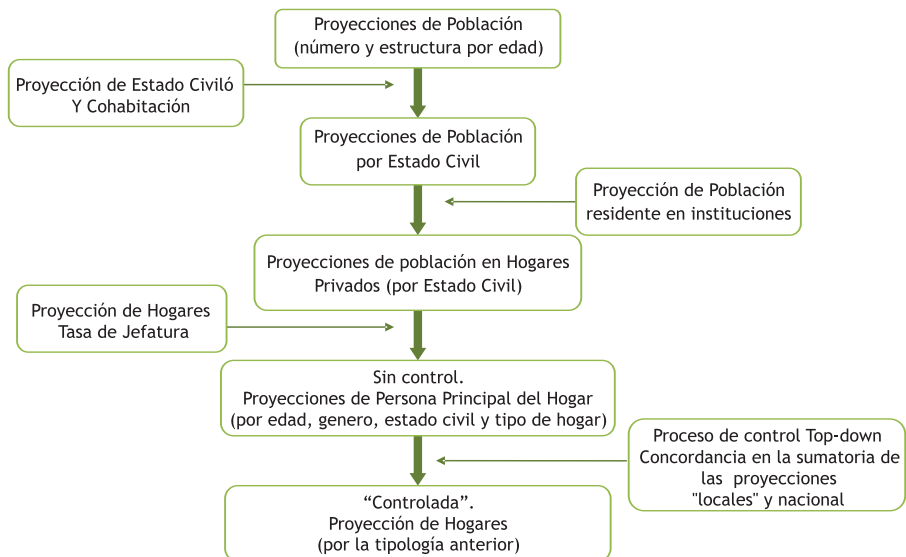 Proyecciones de Población
(número y estructura por edad)
Proyección de Estado Civiló
Y Cohabitación
Proyecciones de Población
por Estado Civil
Proyección de Población
residente en instituciones
Proyecciones de población en Hogares
Privados (por Estado Civil)
Proyección de Hogares
Tasa de Jefatura
Sin control.
Proyecciones de Persona Principal del Hogar
(por edad, genero, estado civil y tipo de hogar)
Proceso de control Top-down
Concordancia en la sumatoria de
las proyecciones
"locales" y nacional
“Controlada”.
Proyección de Hogares
(por la tipología anterior)